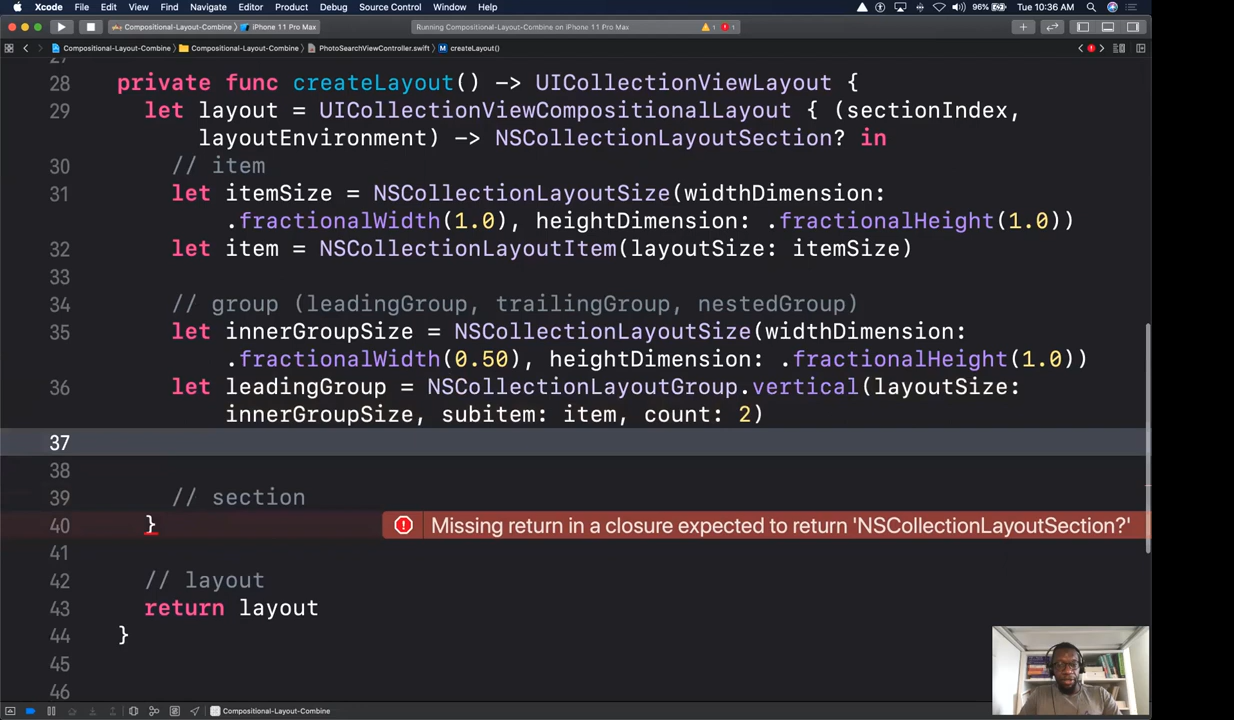 Xcode File Edit View Find Navigate Editor Product Debug Source Control Window Help 96% Tue 10:36 AM
Compositional-Layout-Combine iPhone 11 Pro Max Running Compositional-Layout-Combine on iPhone 11 Pro Max 1 1
Compositional-Layout-Combine Compositional-Layout-Combine PhotoSearchViewController.swift M createLayout()
27
28 private func createLayout() -> UICollectionViewLayout {
29 let layout = UICollectionViewCompositionalLayout { (sectionIndex,
layoutEnvironment) -> NSCollectionLayoutSection? in
30 // item
31 let itemSize = NSCollectionLayoutSize(widthDimension:
.fractionalWidth(1.0), heightDimension: .fractionalHeight(1.0))
32 let item = NSCollectionLayoutItem(layoutSize: itemSize)
33
34 // group (leadingGroup, trailingGroup, nestedGroup)
35 let innerGroupSize = NSCollectionLayoutSize(widthDimension:
.fractionalWidth(0.50), heightDimension: .fractionalHeight(1.0))
36 let leadingGroup = NSCollectionLayoutGroup.vertical(layoutSize:
innerGroupSize, subitem: item, count: 2)
37
38
39 // section
40 } Missing return in a closure expected to return 'NSCollectionLayoutSection?'
41
42 // layout
43 return layout
44 }
45
46
Compositional-Layout-Combine